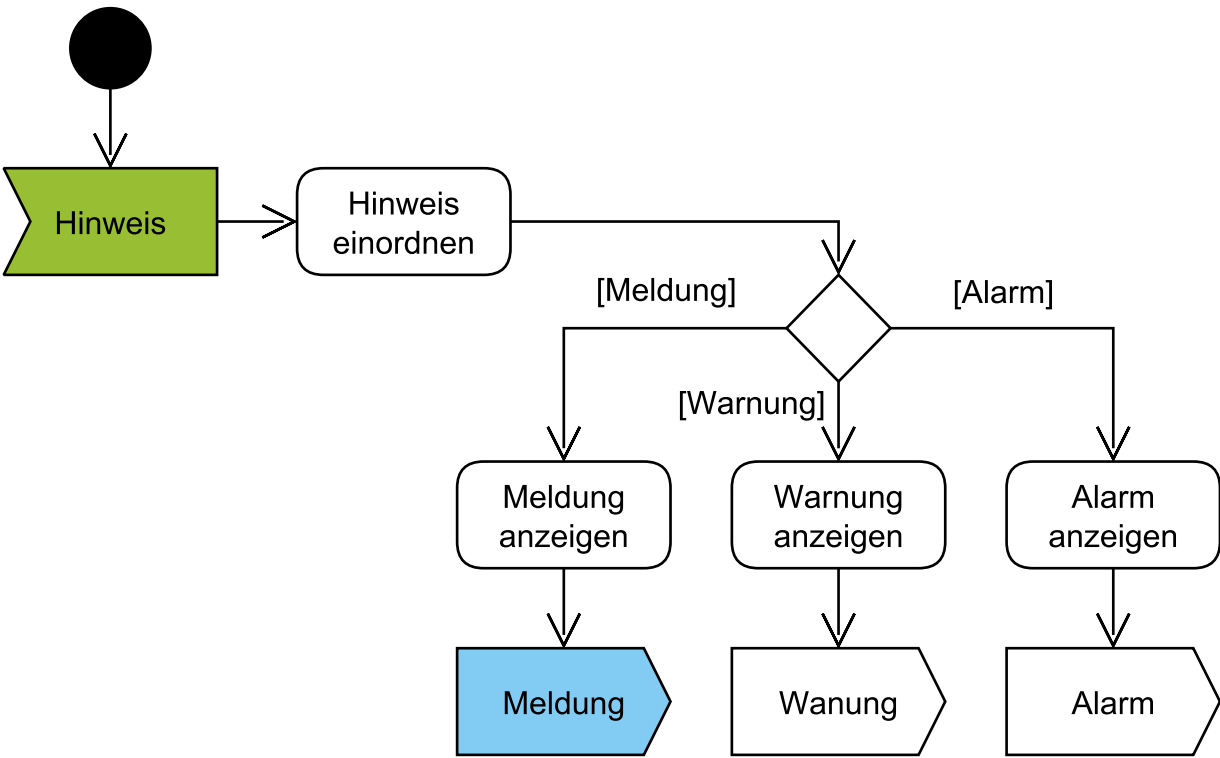 Hinweis
Hinweis
einordnen
[Meldung]
[Alarm]
[Warnung]
Meldung
anzeigen
Warnung
anzeigen
Alarm
anzeigen
Meldung
Wanung
Alarm